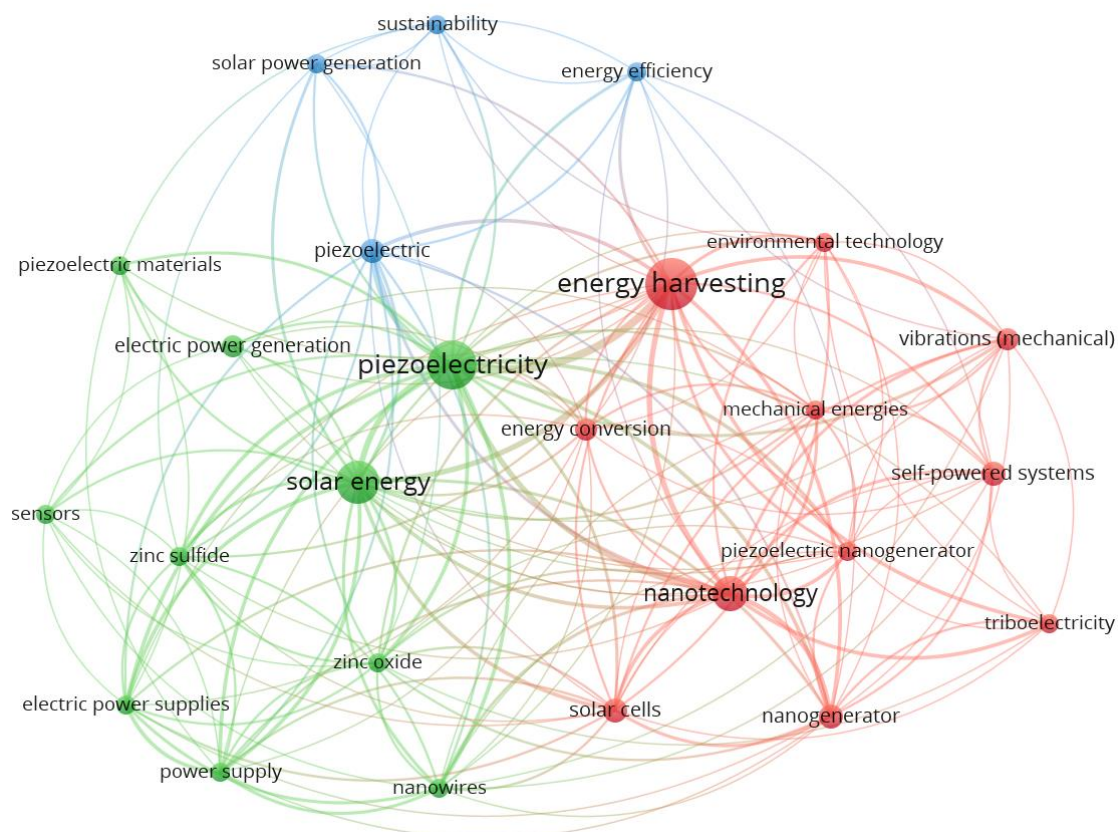 sustainability
solar power generation
energy efficiency
environmental technology
piezoelectric
piezoelectric materials
energy harvesting
vibrations (mechanical)
electric power generation
piezoelectricity
mechanical energies
energy conversion
self-powered systems
solar energy
sensors
zinc sulfide
piezoelectric nanogenerator
nanotechnology
triboelectricity
zinc oxide
electric power supplies
solar cells
nanogenerator
power supply
nanowires